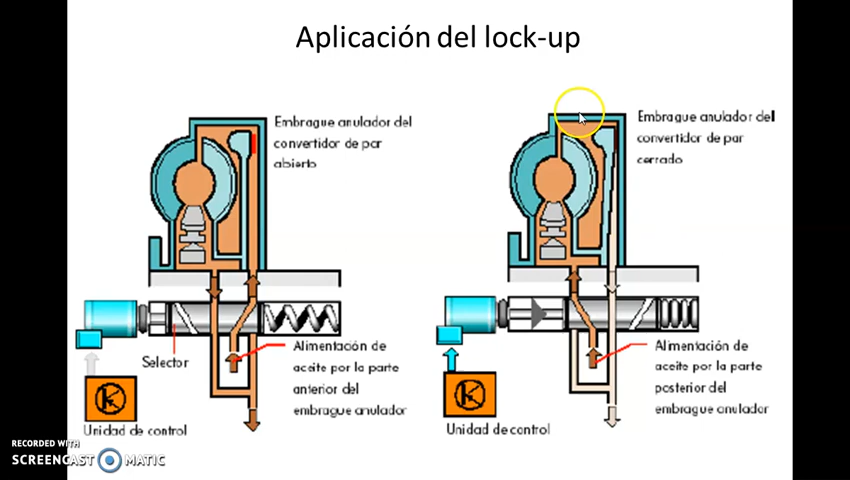 Aplicación del lock-up
Embrague anulador del
convertidor de par
abierto
Embrague anulador del
convertidor de par
cerrado
Selector
Alimentación de
aceite por la parte
anterior del
embrague anulador
Unidad de control
Alimentación de
aceite por la parte
posterior del
embrague anulador
Unidad de control
RECORDED WITH
SCREENCAST MATIC